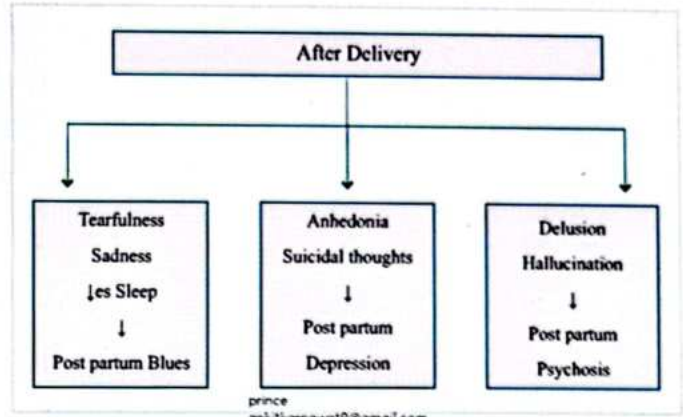 After Delivery
Tearfulness
Sadness
↓es Sleep
↓
Post partum Blues
Anhedonia
Suicidal thoughts
↓
Post partum
Depression
Delusion
Hallucination
↓
Post partum
Psychosis
prince